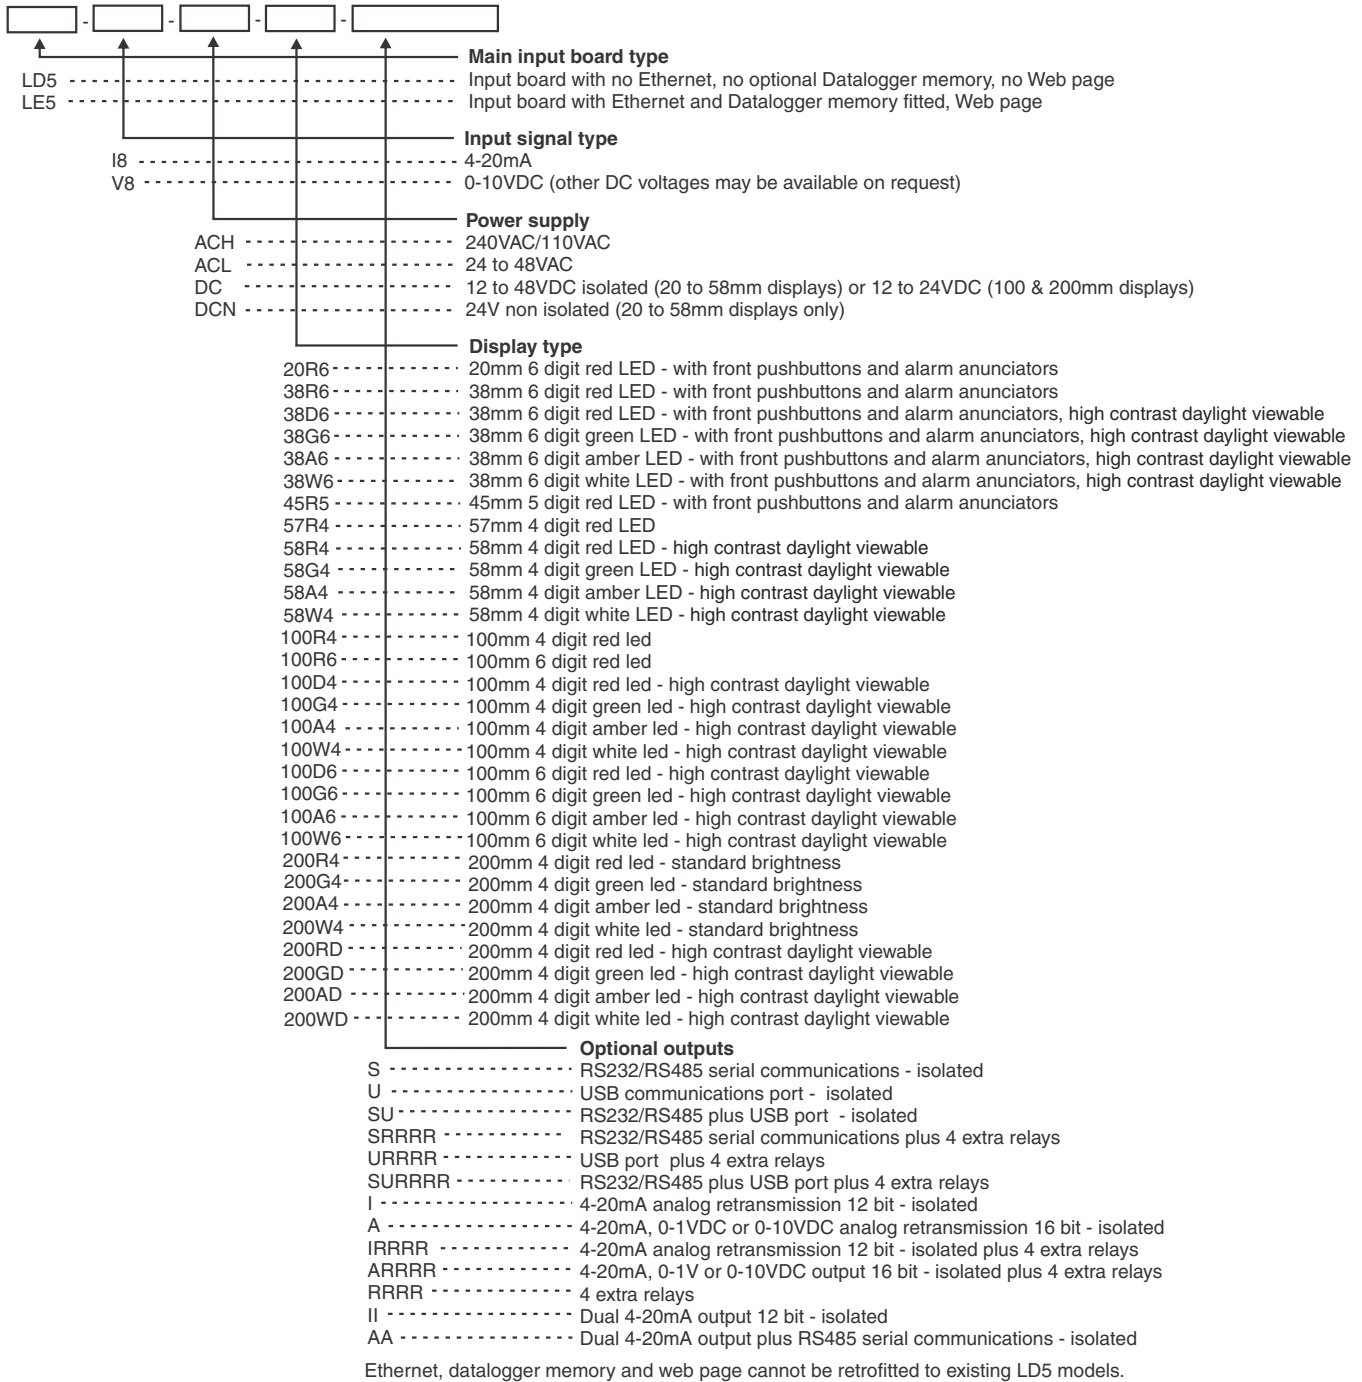 - - - -
Main input board type
LD5 Input board with no Ethernet, no optional Datalogger memory, no Web page
LE5 Input board with Ethernet and Datalogger memory fitted, Web page
Input signal type
I8 4-20mA
V8 0-10VDC (other DC voltages may be available on request)
Power supply
ACH 240VAC/110VAC
ACL 24 to 48VAC
DC 12 to 48VDC isolated (20 to 58mm displays) or 12 to 24VDC (100 & 200mm displays)
DCN 24V non isolated (20 to 58mm displays only)
Display type
20R6 20mm 6 digit red LED - with front pushbuttons and alarm anunciators
38R6 38mm 6 digit red LED - with front pushbuttons and alarm anunciators
38D6 38mm 6 digit red LED - with front pushbuttons and alarm anunciators, high contrast daylight viewable
38G6 38mm 6 digit green LED - with front pushbuttons and alarm anunciators, high contrast daylight viewable
38A6 38mm 6 digit amber LED - with front pushbuttons and alarm anunciators, high contrast daylight viewable
38W6 38mm 6 digit white LED - with front pushbuttons and alarm anunciators, high contrast daylight viewable
45R5 45mm 5 digit red LED - with front pushbuttons and alarm anunciators
57R4 57mm 4 digit red LED
58R4 58mm 4 digit red LED - high contrast daylight viewable
58G4 58mm 4 digit green LED - high contrast daylight viewable
58A4 58mm 4 digit amber LED - high contrast daylight viewable
58W4 58mm 4 digit white LED - high contrast daylight viewable
100R4 100mm 4 digit red led
100R6 100mm 6 digit red led
100D4 100mm 4 digit red led - high contrast daylight viewable
100G4 100mm 4 digit green led - high contrast daylight viewable
100A4 100mm 4 digit amber led - high contrast daylight viewable
100W4 100mm 4 digit white led - high contrast daylight viewable
100D6 100mm 6 digit red led - high contrast daylight viewable
100G6 100mm 6 digit green led - high contrast daylight viewable
100A6 100mm 6 digit amber led - high contrast daylight viewable
100W6 100mm 6 digit white led - high contrast daylight viewable
200R4 200mm 4 digit red led - standard brightness
200G4 200mm 4 digit green led - standard brightness
200A4 200mm 4 digit amber led - standard brightness
200W4 200mm 4 digit white led - standard brightness
200RD 200mm 4 digit red led - high contrast daylight viewable
200GD 200mm 4 digit green led - high contrast daylight viewable
200AD 200mm 4 digit amber led - high contrast daylight viewable
200WD 200mm 4 digit white led - high contrast daylight viewable
Optional outputs
S RS232/RS485 serial communications - isolated
U USB communications port - isolated
SU RS232/RS485 plus USB port - isolated
SRRRR RS232/RS485 serial communications plus 4 extra relays
URRRR USB port plus 4 extra relays
SURRRR RS232/RS485 plus USB port plus 4 extra relays
I 4-20mA analog retransmission 12 bit - isolated
A 4-20mA, 0-1VDC or 0-10VDC analog retransmission 16 bit - isolated
IRRRR 4-20mA analog retransmission 12 bit - isolated plus 4 extra relays
ARRRR 4-20mA, 0-1V or 0-10VDC output 16 bit - isolated plus 4 extra relays
RRRR 4 extra relays
II Dual 4-20mA output 12 bit - isolated
AA Dual 4-20mA output plus RS485 serial communications - isolated
Ethernet, datalogger memory and web page cannot be retrofitted to existing LD5 models.